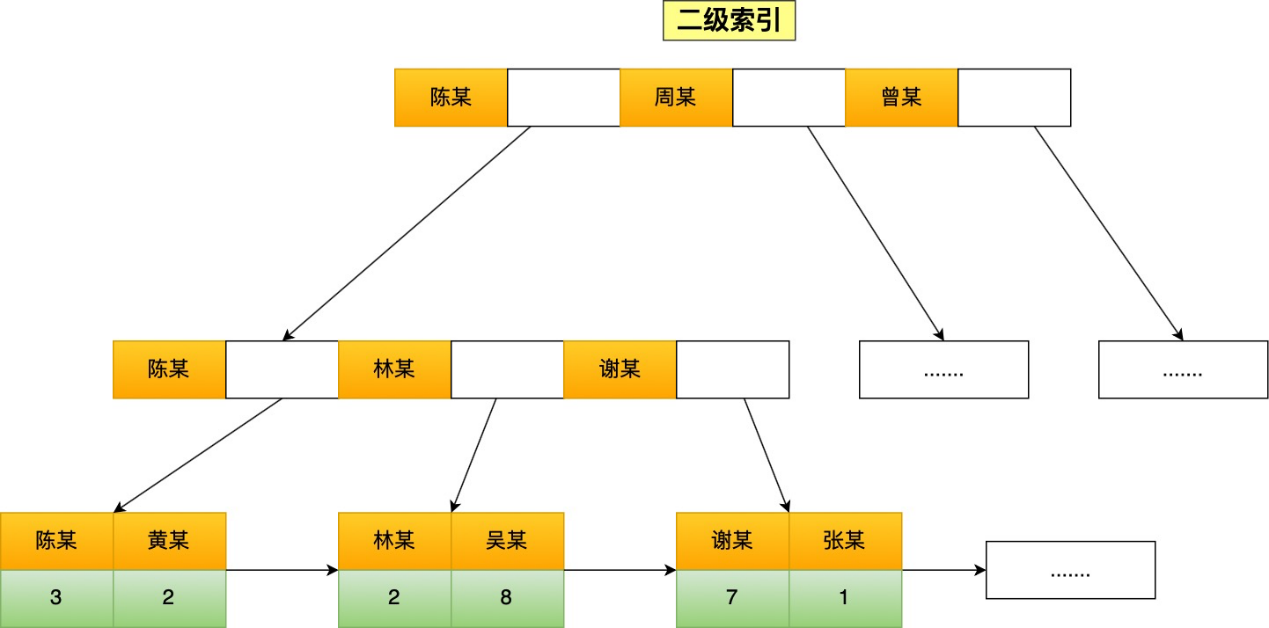 二级索引
陈某 周某 曾某
陈某 林某 谢某 ....... .......
陈某 黄某 林某 吴某 谢某 张某
.......
3 2 2 8 7 1